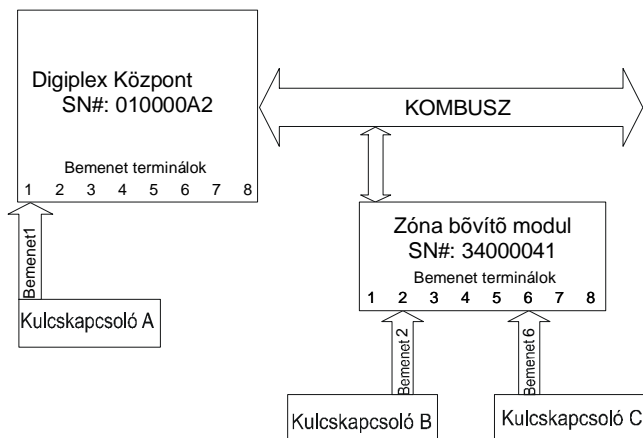 Digiplex Központ
SN#: 010000A2
Bemenet terminálok
1 2 3 4 5 6 7 8
KOMBUSZ
Bemenet1
Kulcskapcsoló A
Zóna bõvítõ modul
SN#: 34000041
Bemenet terminálok
1 2 3 4 5 6 7 8
Bemenet 2
Bemenet 6
Kulcskapcsoló B
Kulcskapcsoló C